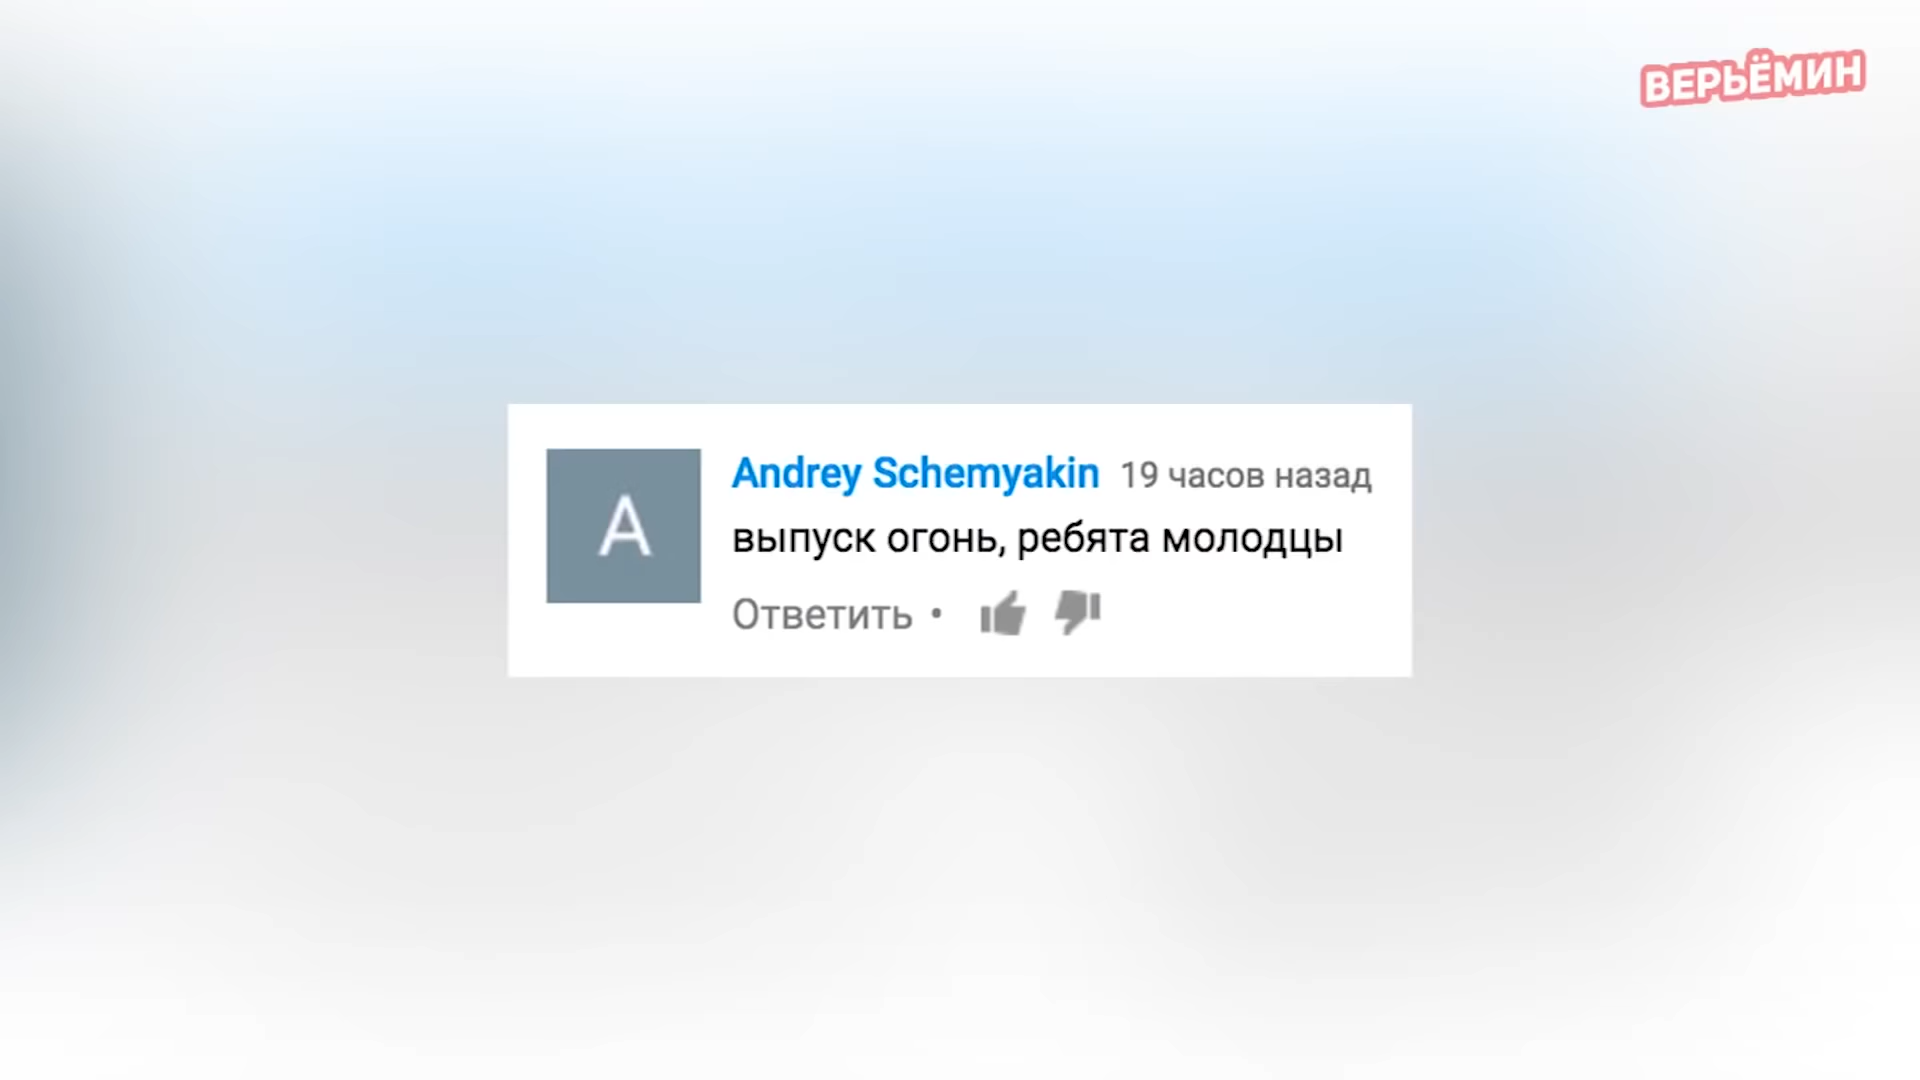 ВЕРЬЁМИН
A
Andrey Schemyakin 19 часов назад
выпуск огонь, ребята молодцы
Ответить •